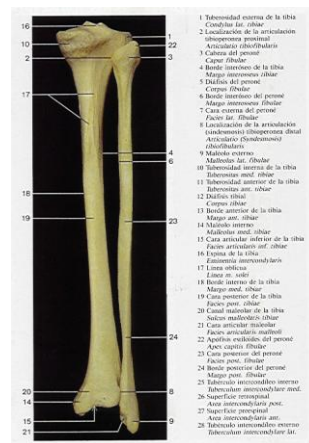 16
10
2
17
18
19
20
14
15
21
1
22
3
4
6
23
24
8
9
1 Tuberosidad externa de la tibia
Condylus lat. tibiae
2 Localización de la articulación
tibioperonea proximal
Articulatio tibiofibularis
3 Cabeza del peroné
Caput fibulae
4 Borde interóseo de la tibia
Margo interosseus tibiae
5 Diáfisis del peroné
Corpus fibulae
6 Borde interóseo del peroné
Margo interosseus fibulae
7 Cara externa del peroné
Facies lat. fibulae
8 Localización de la articulación
(sindesmosis) tibioperonea distal
Articulatio (Syndesmosis)
tibiofibularis
9 Maléolo externo
Malleolus lat. fibulae
10 Tuberosidad interna de la tibia
Tuberositas med. tibiae
11 Tuberosidad anterior de la tibia
Tuberositas ant. tibiae
12 Diáfisis tibial
Corpus tibiae
13 Borde anterior de la tibia
Margo ant. tibiae
14 Maléolo interno
Malleolus med. tibiae
15 Cara articular inferior de la tibia
Facies articularis inf. tibiae
16 Espina de la tibia
Eminentia intercondylaris
17 Línea oblicua
Linea m. solei
18 Borde interno de la tibia
Margo med. tibiae
19 Cara posterior de la tibia
Facies post. tibiae
20 Canal maleolar de la tibia
Sulcus malleolaris tibiae
21 Cara articular maleolar
Facies articularis malleoli
22 Apófisis estiloides del peroné
Apex capitis fibulae
23 Cara posterior del peroné
Facies post. fibulae
24 Borde posterior del peroné
Margo post. fibulae
25 Tubérculo intercondíleo interno
Tuberculum intercondylare med.
26 Superficie retrospinal
Area intercondylaris post.
27 Superficie prespinal
Area intercondylaris ant.
28 Tubérculo intercondíleo externo
Tuberculum intercondylare lat.